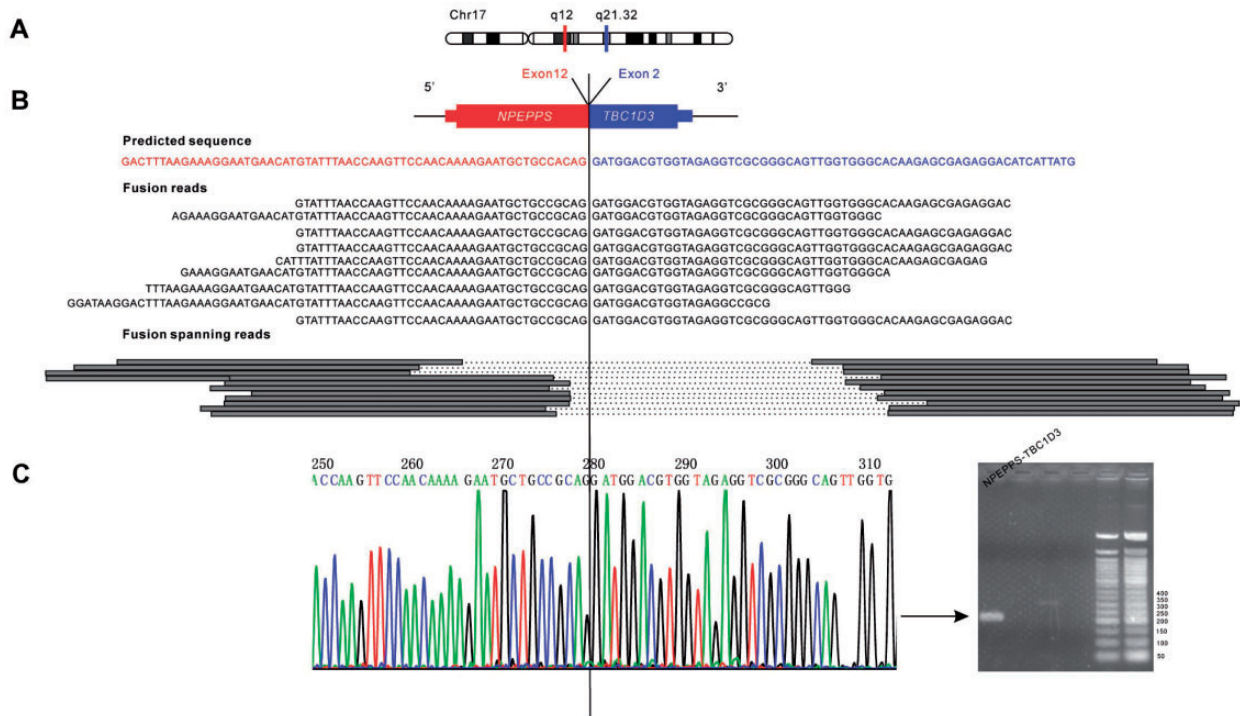 A
Chr17 q12 q21.32
B
Exon12 Exon 2
5' 3'
NPEPPS TBC1D3
Predicted sequence
GACTTTAAGAAAGGAATGAACATGTATTTAACCAAGTTCCAACAAAAGAATGCTGCCACAG GATGGACGTGGTAGAGGTCGCGGGCAGTTGGTGGGCACAAGAGCGAGAGGACATCATTATG
Fusion reads
GTATTTAACCAAGTTCCAACAAAAGAATGCTGCCGCAG GATGGACGTGGTAGAGGTCGCGGGCAGTTGGTGGGCACAAGAGCGAGAGGAC
AGAAAGGAATGAACATGTATTTAACCAAGTTCCAACAAAAGAATGCTGCCGCAG GATGGACGTGGTAGAGGTCGCGGGCAGTTGGTGGGC
GTATTTAACCAAGTTCCAACAAAAGAATGCTGCCGCAG GATGGACGTGGTAGAGGTCGCGGGCAGTTGGTGGGCACAAGAGCGAGAGGAC
GTATTTAACCAAGTTCCAACAAAAGAATGCTGCCGCAG GATGGACGTGGTAGAGGTCGCGGGCAGTTGGTGGGCACAAGAGCGAGAGGAC
CATTTATTTAACCAAGTTCCAACAAAAGAATGCTGCCGCAG GATGGACGTGGTAGAGGTCGCGGGCAGTTGGTGGGCACAAGAGCGAGAG
GAAAGGAATGAACATGTATTTAACCAAGTTCCAACAAAAGAATGCTGCCGCAG GATGGACGTGGTAGAGGTCGCGGGCAGTTGGTGGGCA
TTTAAGAAAGGAATGAACATGTATTTAACCAAGTTCCAACAAAAGAATGCTGCCGCAG GATGGACGTGGTAGAGGTCGCGGGCAGTTGGG
GGATAAGGACTTTAAGAAAGGAATGAACATGTATTTAACCAAGTTCCAACAAAAGAATGCTGCCGCAG GATGGACGTGGTAGAGGCCGCG
GTATTTAACCAAGTTCCAACAAAAGAATGCTGCCGCAG GATGGACGTGGTAGAGGTCGCGGGCAGTTGGTGGGCACAAGAGCGAGAGGAC
Fusion spanning reads
C
250 260 270 280 290 300 310
ACCAAGTTCCAACAAAAGAATGCTGCCGCAGGATGGACGTGGTAGAGGTCGCGGGCAGTTGGTG
NPEPPS-TBC1D3
400
350
300
250
200
150
100
50